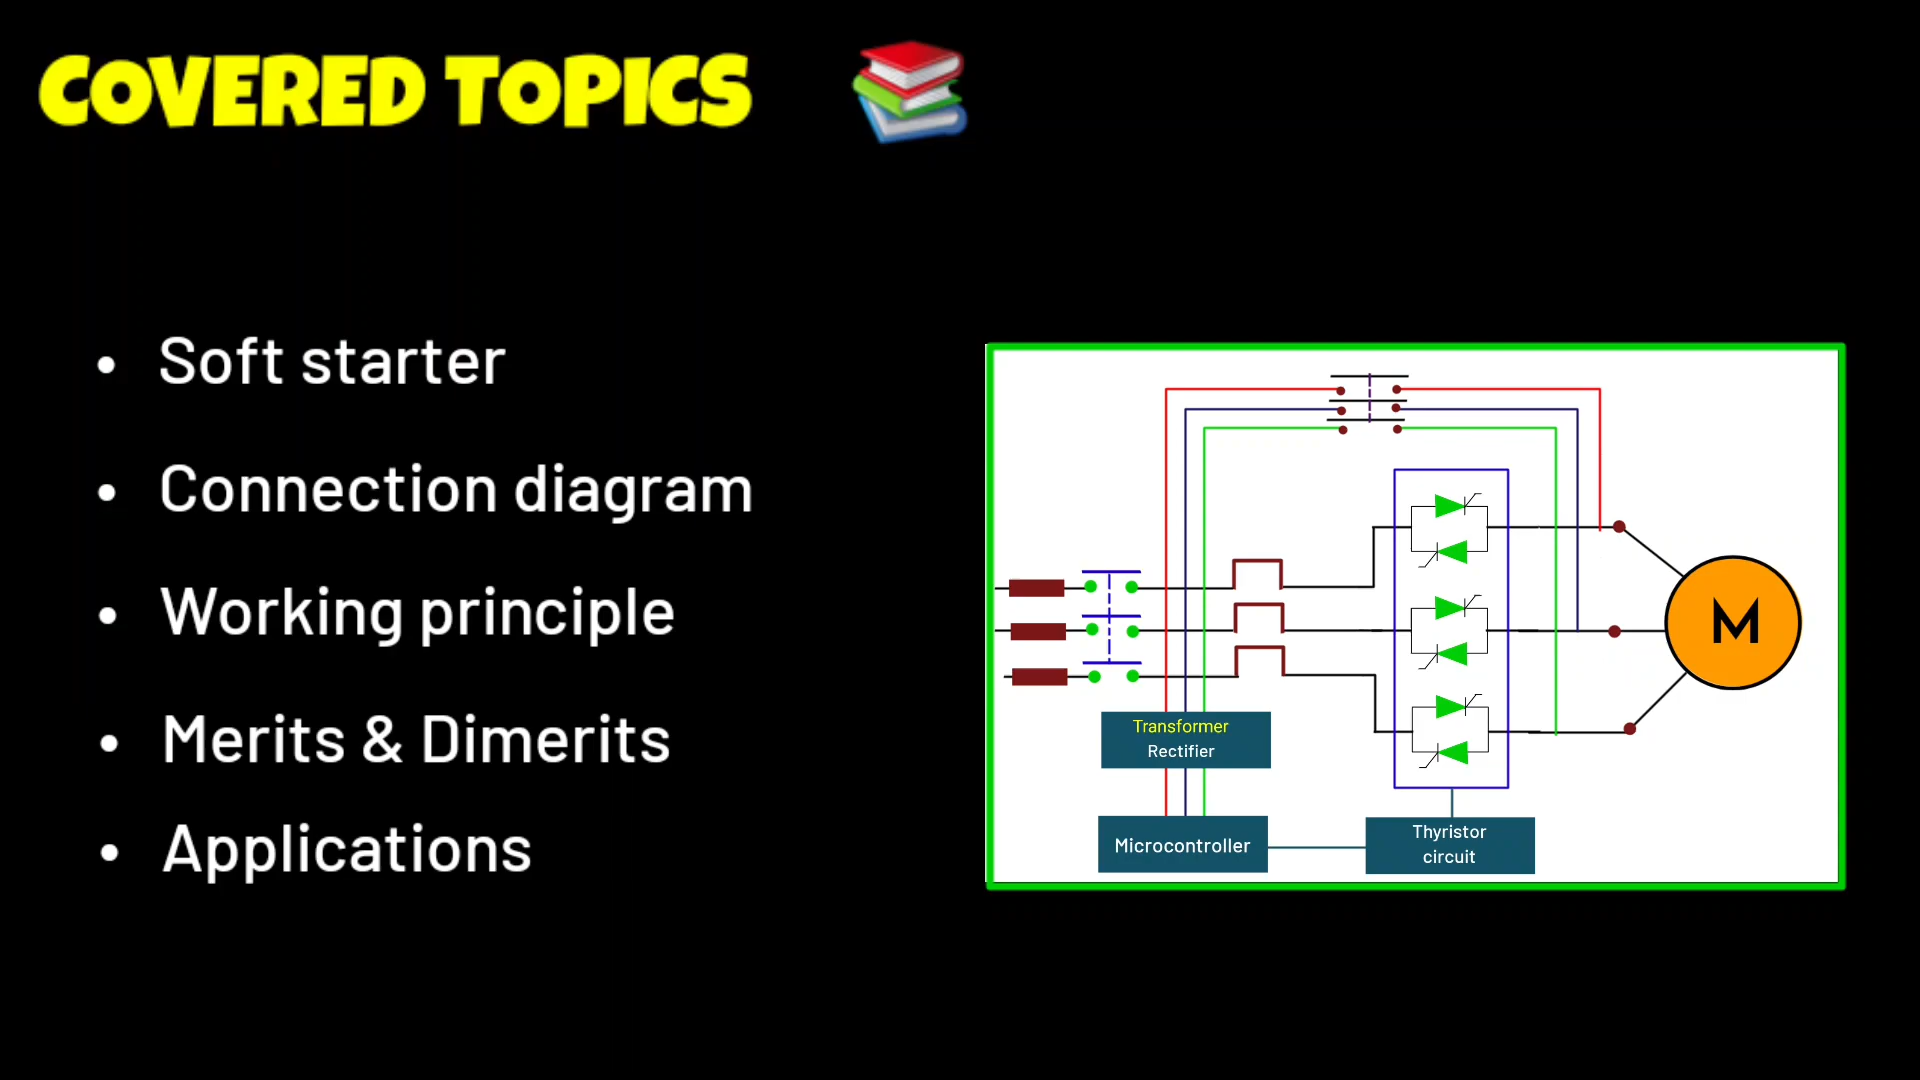 COVERED TOPICS
• Soft starter
• Connection diagram
• Working principle
• Merits & Dimerits
• Applications
M
Transformer
Rectifier
Microcontroller
Thyristor
circuit